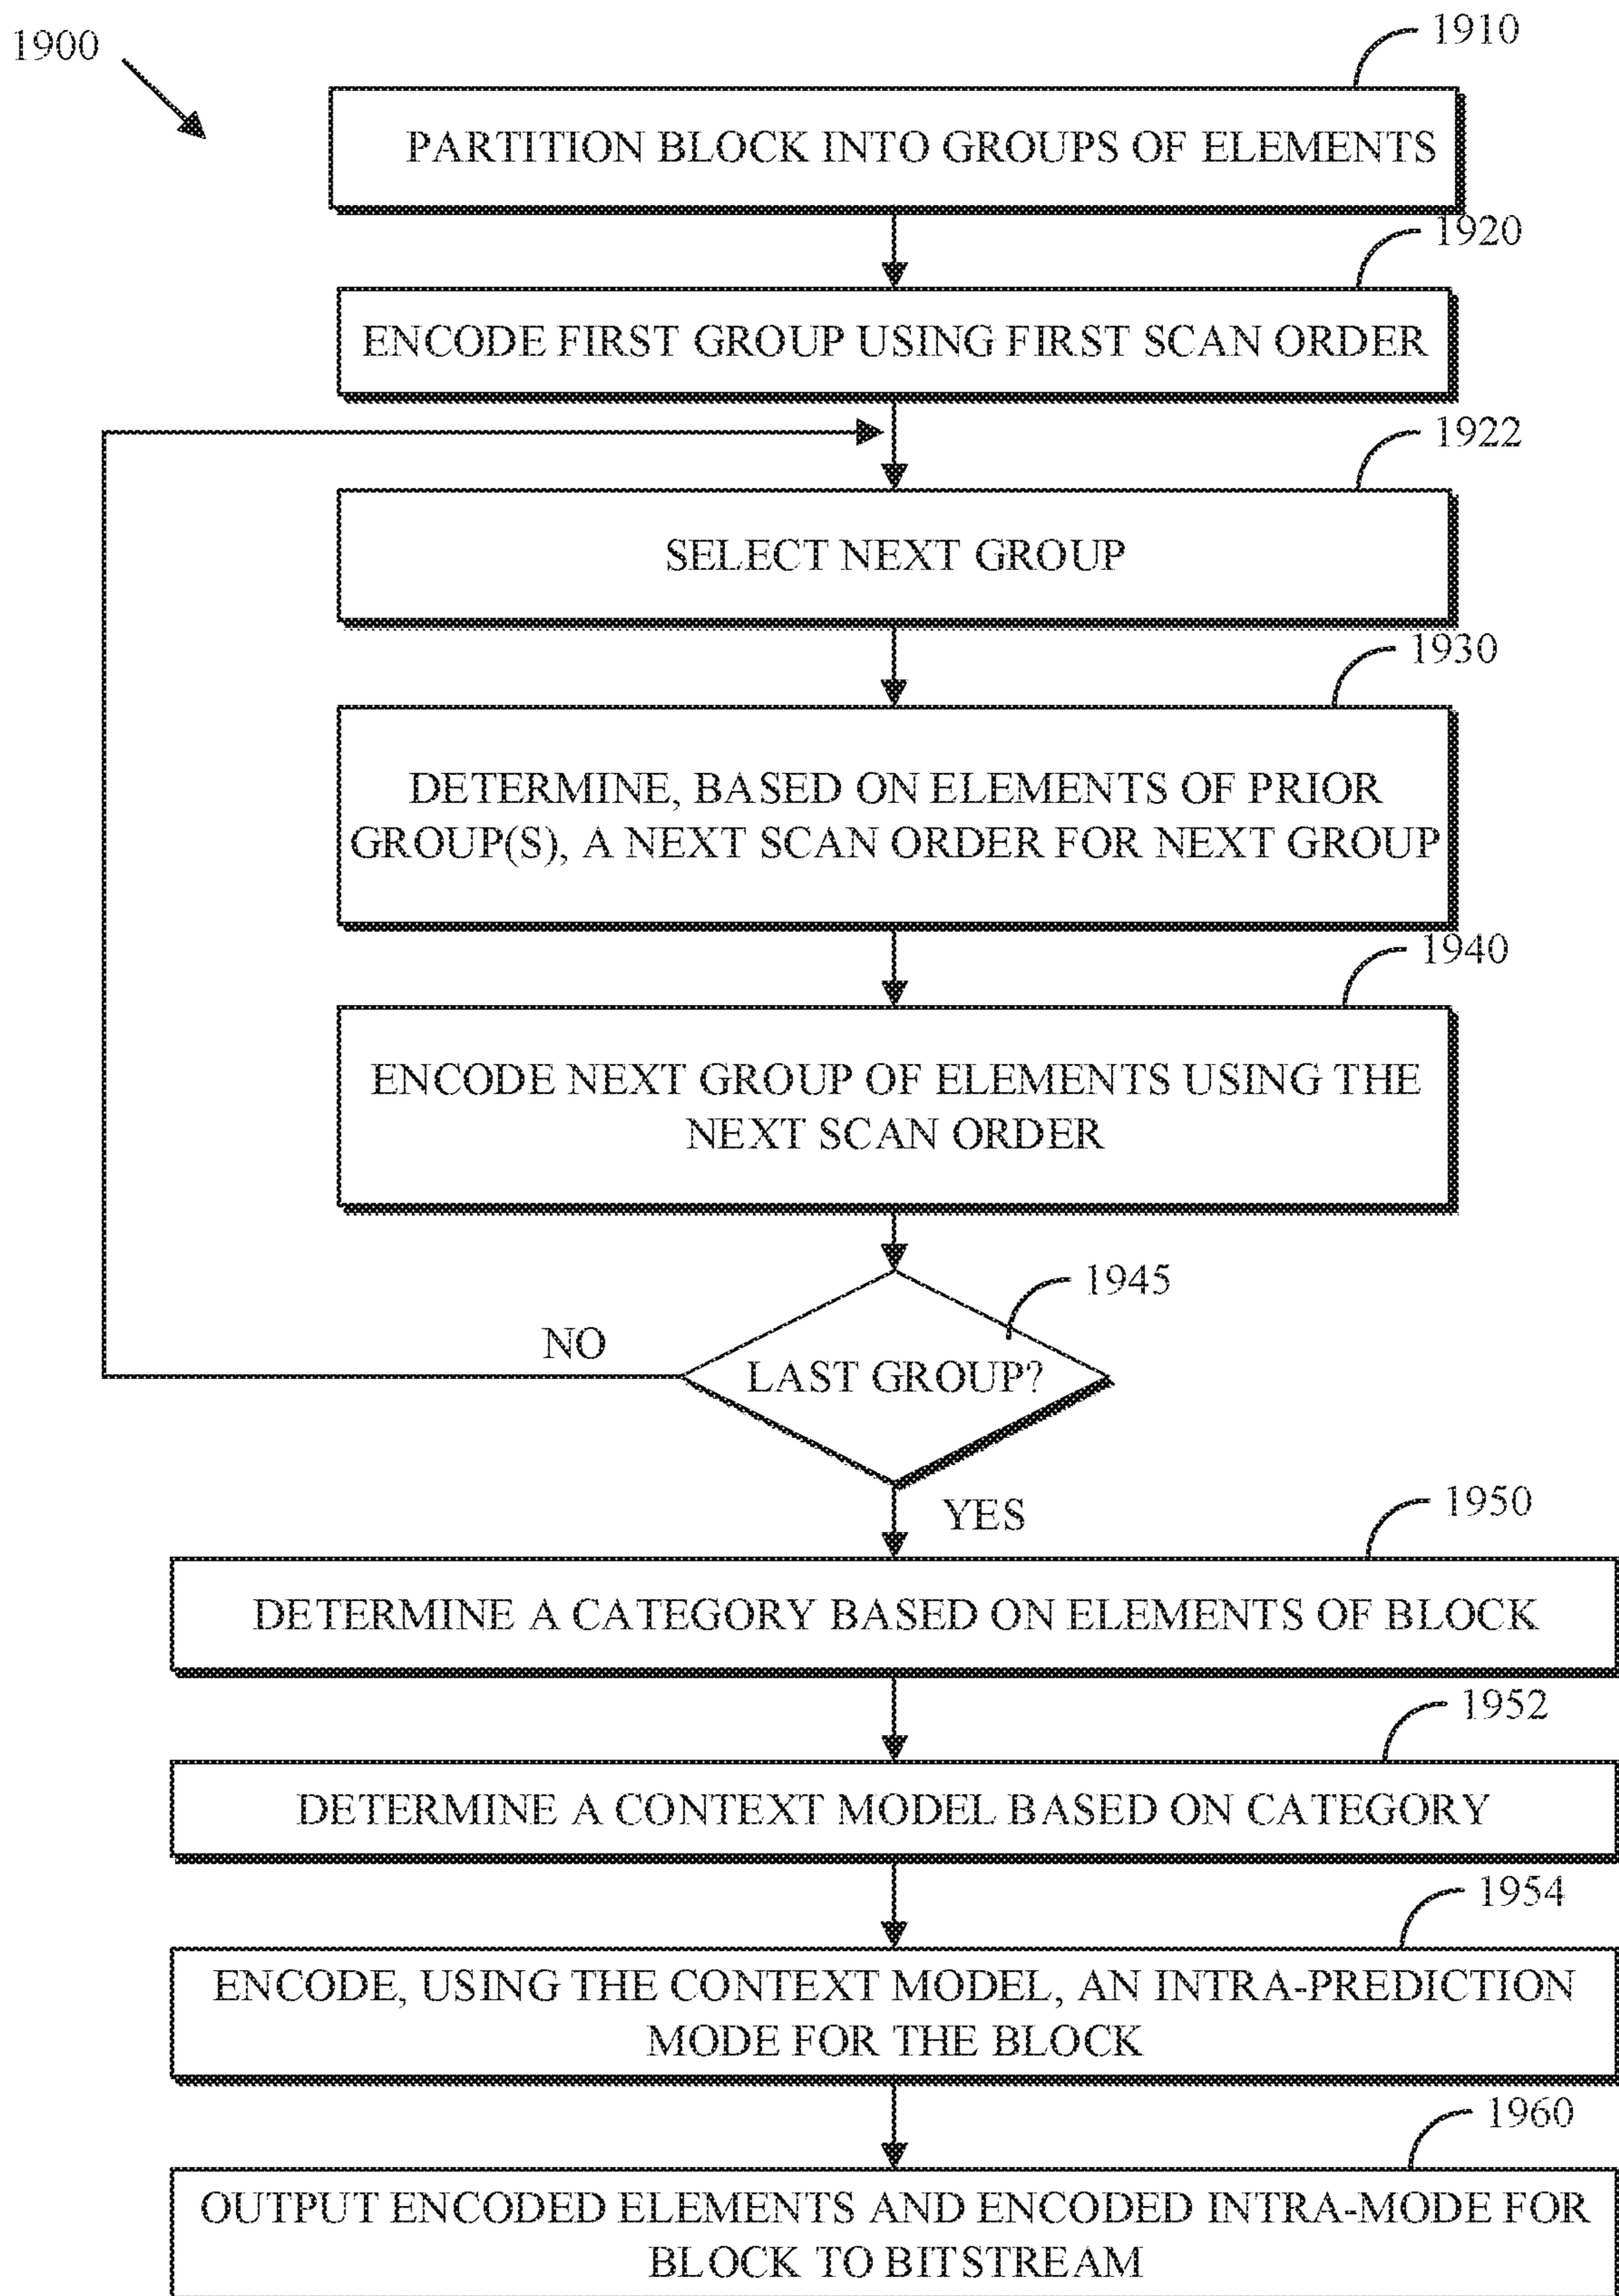 1900
1910
PARTITION BLOCK INTO GROUPS OF ELEMENTS
1920
ENCODE FIRST GROUP USING FIRST SCAN ORDER
1922
SELECT NEXT GROUP
1930
DETERMINE, BASED ON ELEMENTS OF PRIOR
GROUP(S), A NEXT SCAN ORDER FOR NEXT GROUP
1940
ENCODE NEXT GROUP OF ELEMENTS USING THE
NEXT SCAN ORDER
1945
NO
LAST GROUP?
YES
1950
DETERMINE A CATEGORY BASED ON ELEMENTS OF BLOCK
1952
DETERMINE A CONTEXT MODEL BASED ON CATEGORY
1954
ENCODE, USING THE CONTEXT MODEL, AN INTRA-PREDICTION
MODE FOR THE BLOCK
1960
OUTPUT ENCODED ELEMENTS AND ENCODED INTRA-MODE FOR
BLOCK TO BITSTREAM